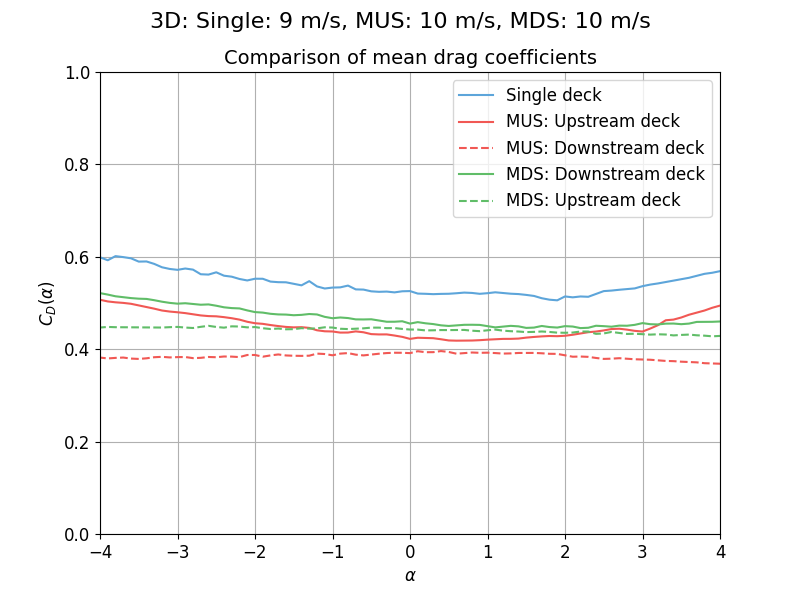 3D: Single: 9 m/s, MUS: 10 m/s, MDS: 10 m/s
Comparison of mean drag coefficients
Single deck
MUS: Upstream deck
MUS: Downstream deck
MDS: Downstream deck
MDS: Upstream deck
1.0
0.8
0.6
0.4
0.2
0.0
C_D(α)
−4 −3 −2 −1 0 1 2 3 4
α